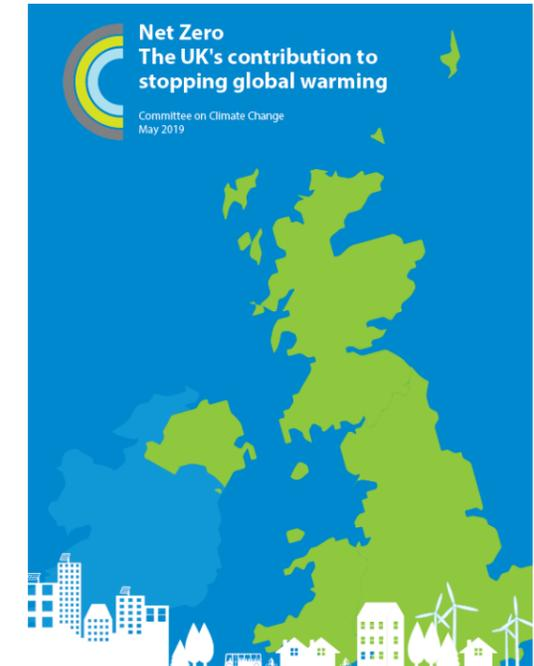 Net Zero
The UK's contribution to
stopping global warming
Committee on Climate Change
May 2019